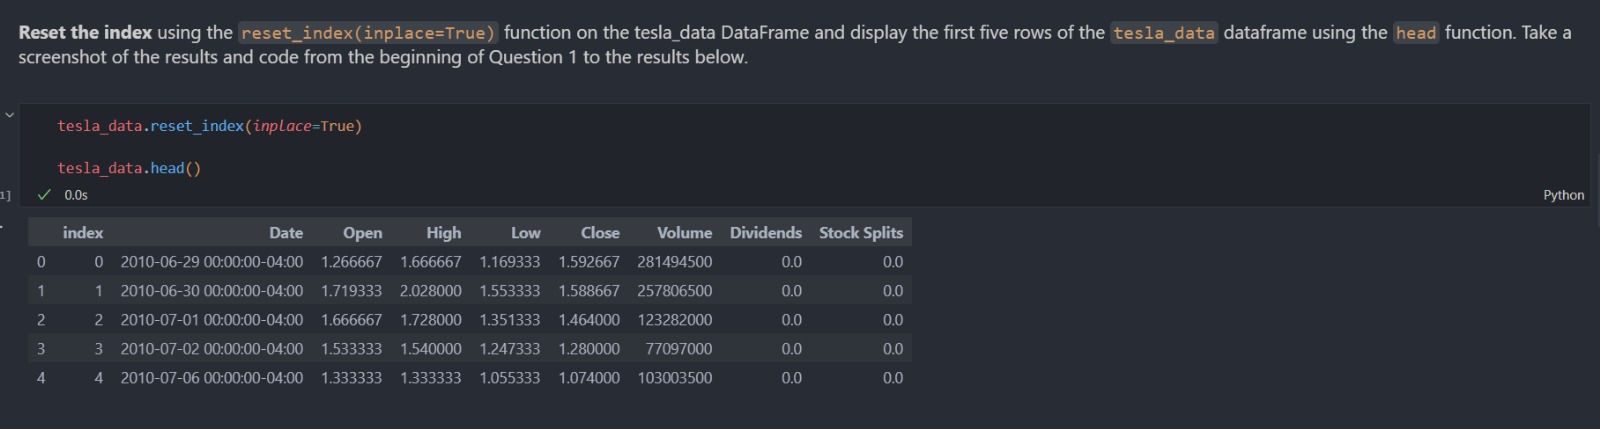 Reset the index using the reset_index(inplace=True) function on the tesla_data DataFrame and display the first five rows of the tesla_data dataframe using the head function. Take a
screenshot of the results and code from the beginning of Question 1 to the results below.
tesla_data.reset_index(inplace=True)
tesla_data.head()
1] ✓ 0.0s Python
index Date Open High Low Close Volume Dividends Stock Splits
0 0 2010-06-29 00:00:00-04:00 1.266667 1.666667 1.169333 1.592667 281494500 0.0 0.0
1 1 2010-06-30 00:00:00-04:00 1.719333 2.028000 1.553333 1.588667 257806500 0.0 0.0
2 2 2010-07-01 00:00:00-04:00 1.666667 1.728000 1.351333 1.464000 123282000 0.0 0.0
3 3 2010-07-02 00:00:00-04:00 1.533333 1.540000 1.247333 1.280000 77097000 0.0 0.0
4 4 2010-07-06 00:00:00-04:00 1.333333 1.333333 1.055333 1.074000 103003500 0.0 0.0